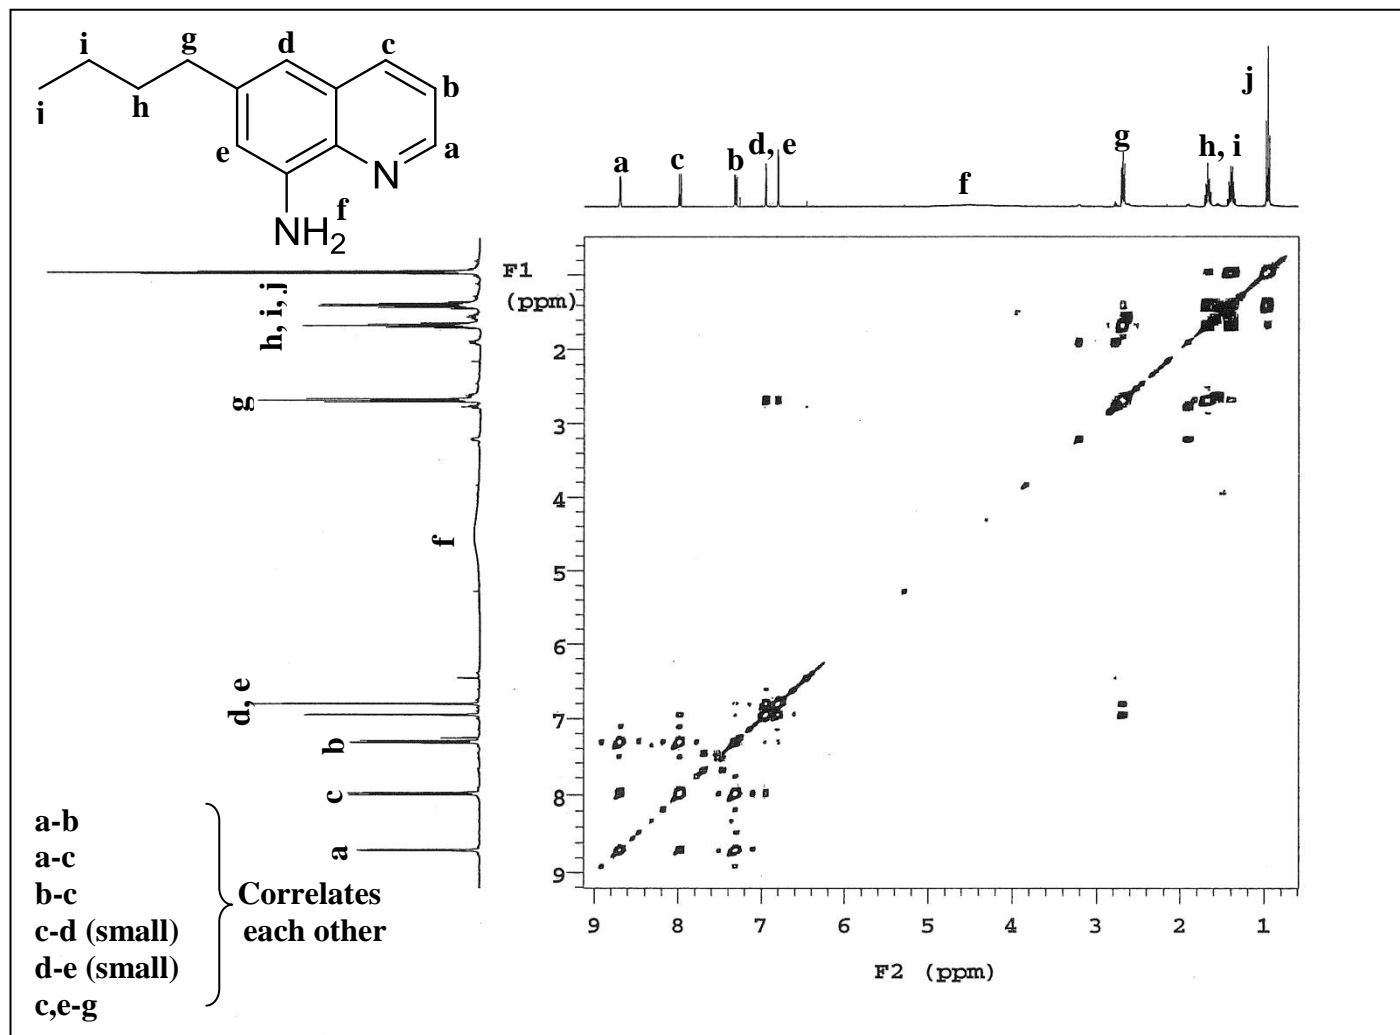 i
g
d
c
b
j
h
e
a
N
f
NH2
a
c
b
d, e
f
g
h, i
j
h, i, j
g
f
d, e
b
c
a
F1
(ppm)
2
3
4
5
6
7
8
9
9 8 7 6 5 4 3 2 1
F2 (ppm)
a-b
a-c
b-c
c-d (small)
d-e (small)
c,e-g
Correlates
each other